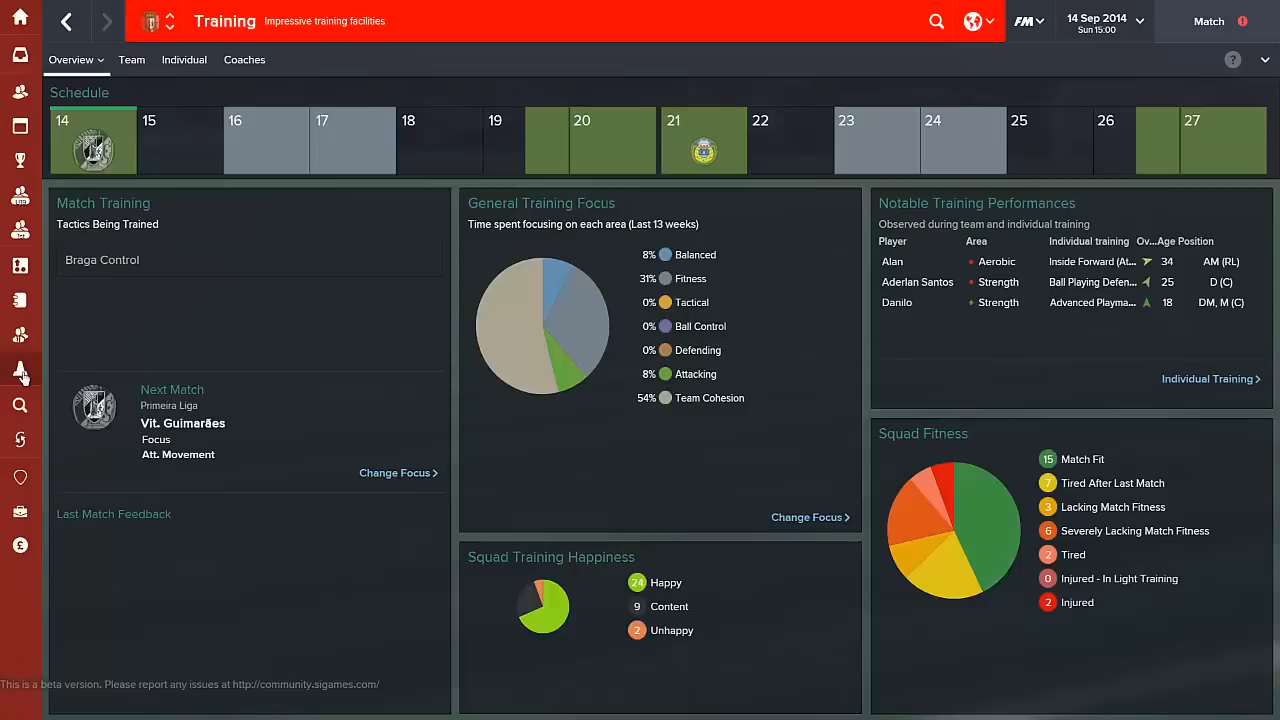 Training Impressive training facilities
FM
14 Sep 2014
Sun 15:00
Match
Overview Team Individual Coaches
?
Schedule
14 15 16 17 18 19 20 21 22 23 24 25 26 27
Match Training
Tactics Being Trained
Braga Control
Next Match
Primeira Liga
Vit. Guimarães
Focus
Att. Movement
Change Focus >
Last Match Feedback
General Training Focus
Time spent focusing on each area (Last 13 weeks)
8% Balanced
31% Fitness
0% Tactical
0% Ball Control
0% Defending
8% Attacking
54% Team Cohesion
Change Focus >
Squad Training Happiness
24 Happy
9 Content
2 Unhappy
Notable Training Performances
Observed during team and individual training
Player Area Individual training Ov...Age Position
Alan Aerobic Inside Forward (At... 34 AM (RL)
Aderlan Santos Strength Ball Playing Defen... 25 D (C)
Danilo Strength Advanced Playma... 18 DM, M (C)
Individual Training >
Squad Fitness
15 Match Fit
7 Tired After Last Match
3 Lacking Match Fitness
6 Severely Lacking Match Fitness
2 Tired
0 Injured - In Light Training
2 Injured
This is a beta version. Please report any issues at http://community.sigames.com/